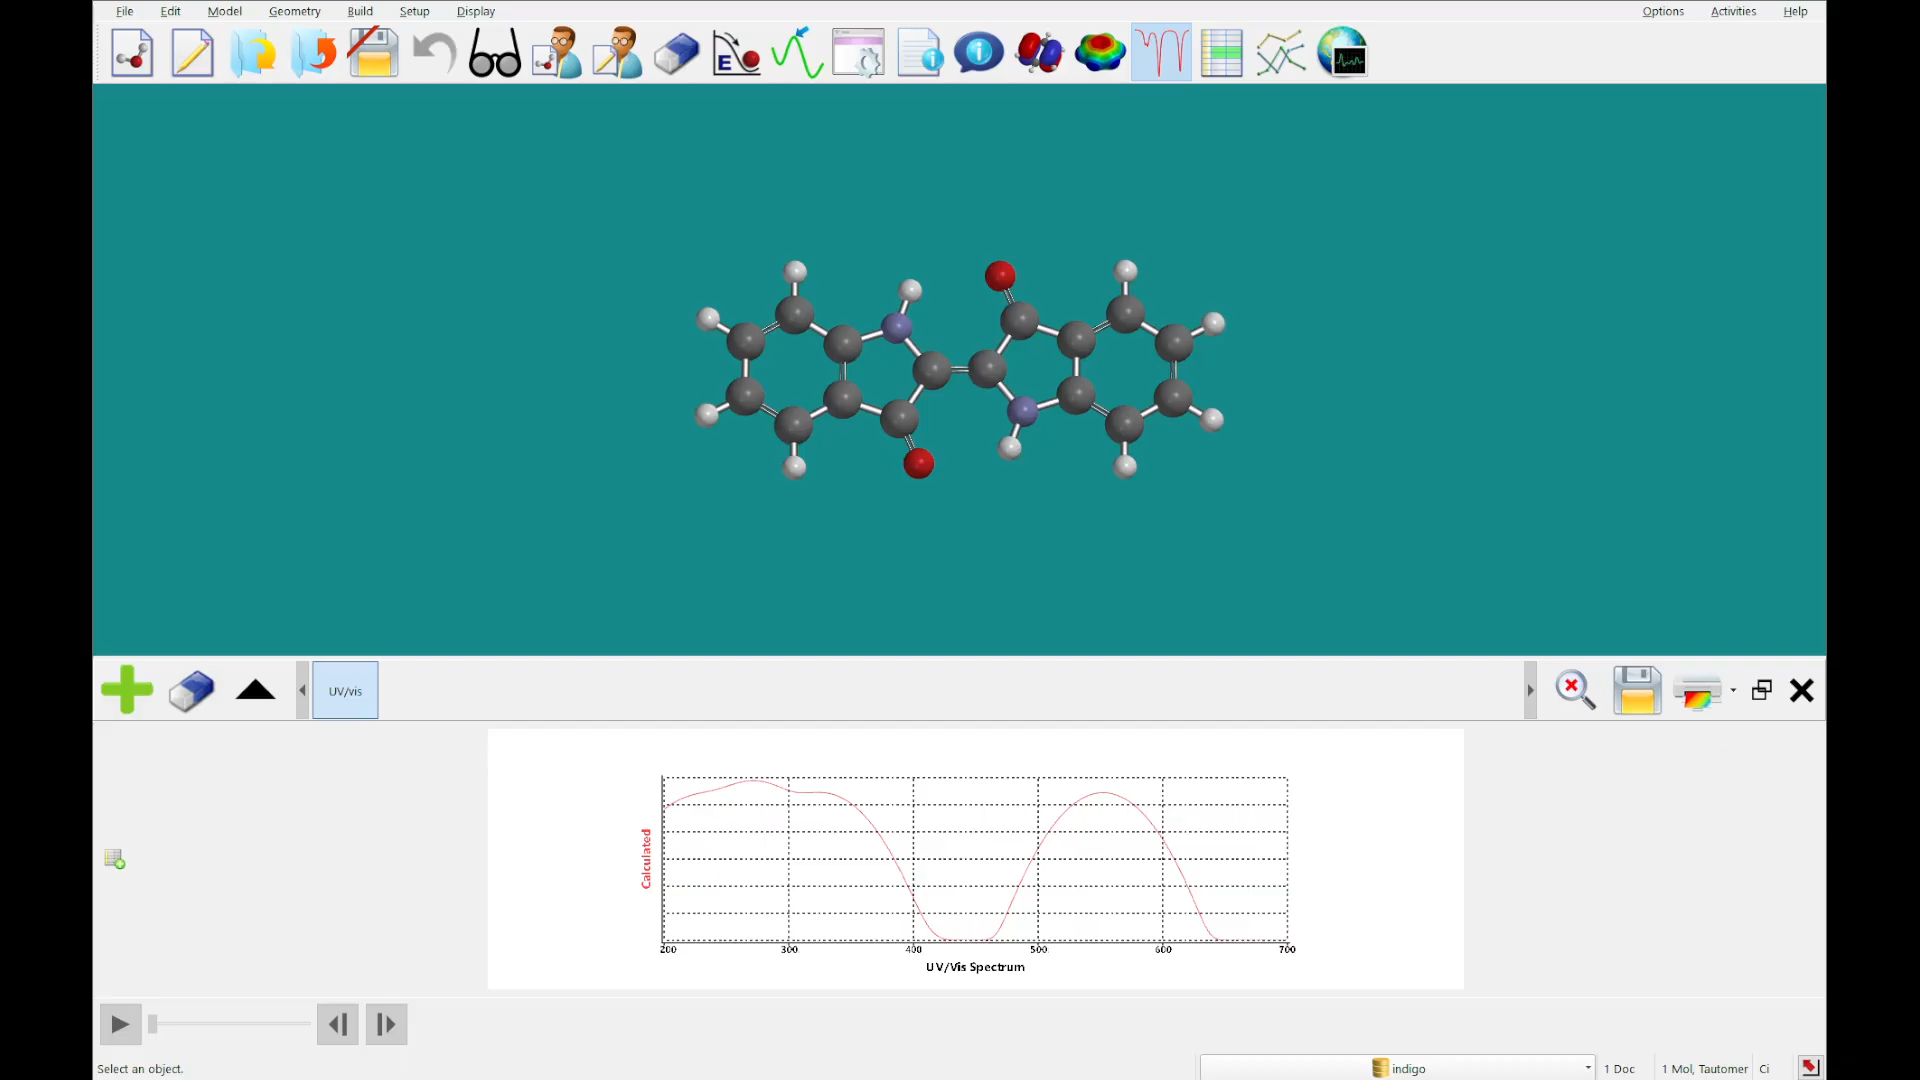 File Edit Model Geometry Build Setup Display Options Activities Help
E
UV/vis
Calculated
200 300 400 500 600 700
UV/Vis Spectrum
Select an object. indigo 1 Doc 1 Mol, Tautomer Ci